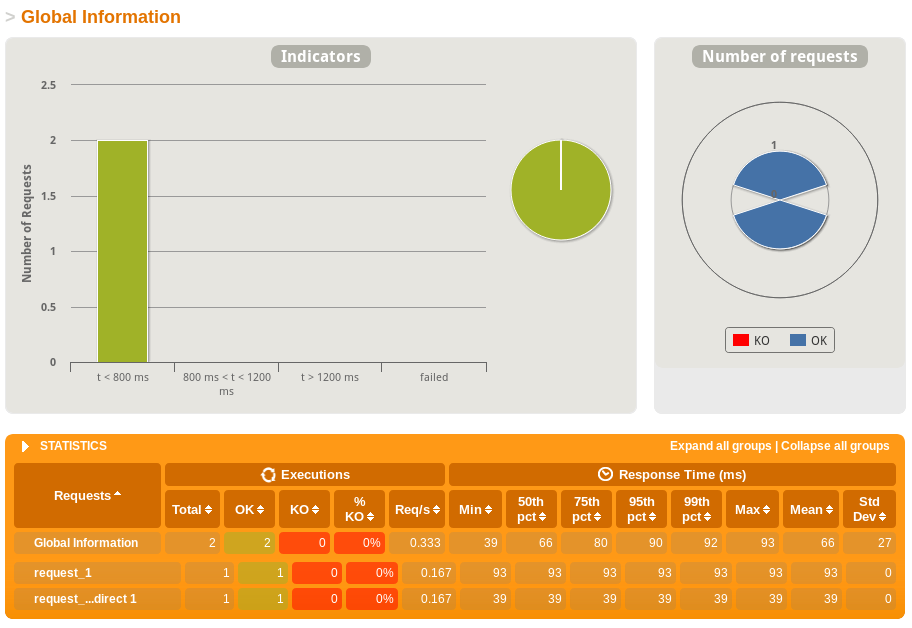 > Global Information
Indicators
Number of requests
Number of Requests
2.5
2
1.5
1
0.5
0
t < 800 ms
800 ms < t < 1200 ms
t > 1200 ms
failed
1
KO OK
STATISTICS
Expand all groups | Collapse all groups
Requests
Executions
Response Time (ms)
Total OK KO % KO Req/s Min 50th pct 75th pct 95th pct 99th pct Max Mean Std Dev
Global Information 2 2 0 0% 0.333 39 66 80 90 92 93 66 27
request_1 1 1 0 0% 0.167 93 93 93 93 93 93 93 0
request_...direct 1 1 1 0 0% 0.167 39 39 39 39 39 39 39 0